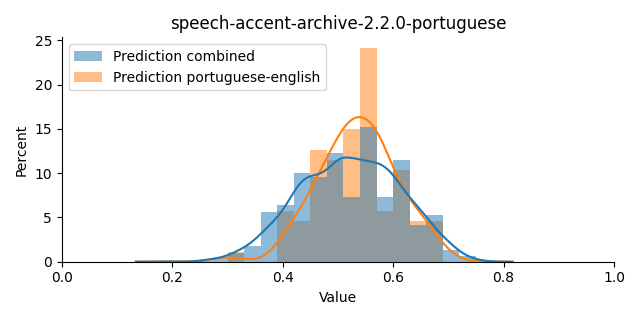 speech-accent-archive-2.2.0-portuguese
Prediction combined
Prediction portuguese-english
Percent
25
20
15
10
5
0
0.0 0.2 0.4 0.6 0.8 1.0
Value